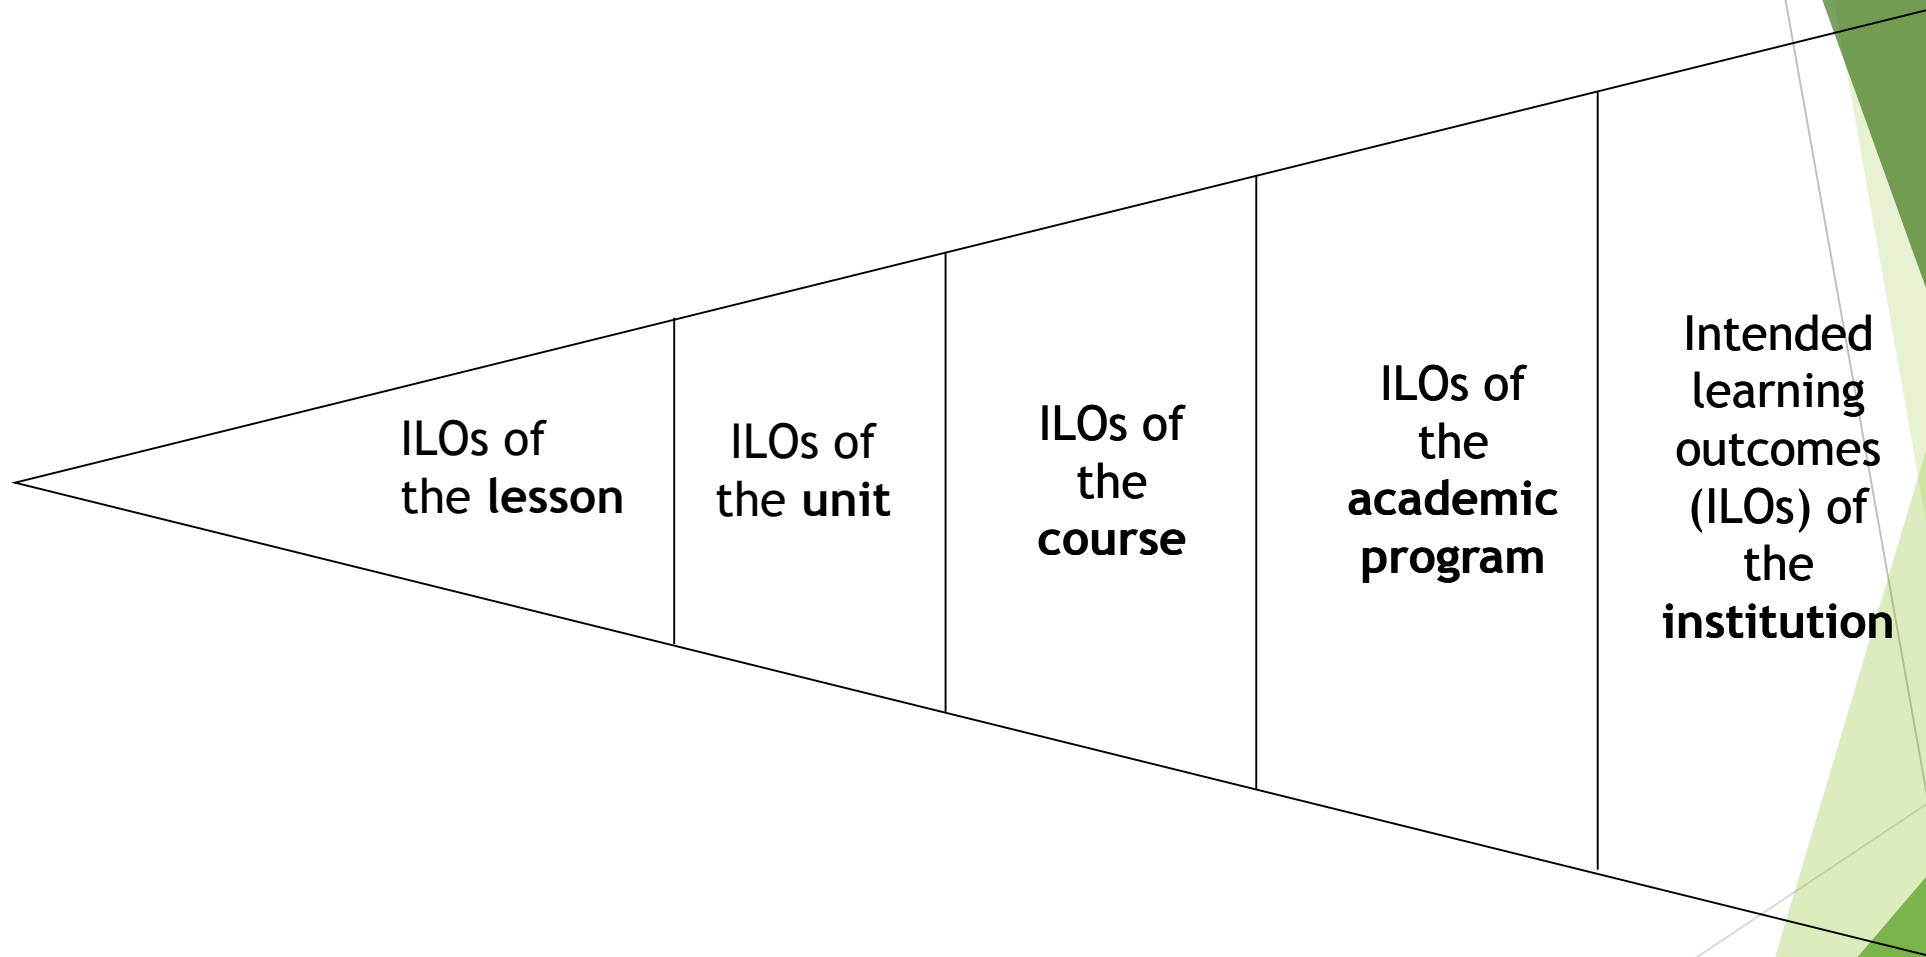 ILOs of
the lesson
ILOs of
the unit
ILOs of
the
course
ILOs of
the
academic
program
Intended
learning
outcomes
(ILOs) of
the
institution